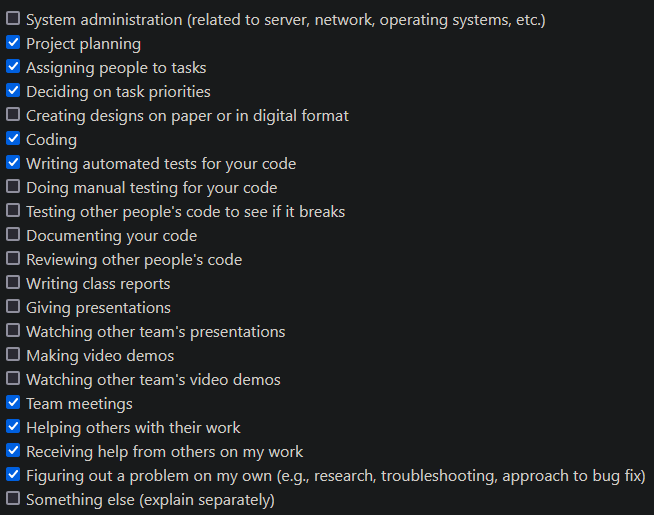 System administration (related to server, network, operating systems, etc.)
Project planning
Assigning people to tasks
Deciding on task priorities
Creating designs on paper or in digital format
Coding
Writing automated tests for your code
Doing manual testing for your code
Testing other people's code to see if it breaks
Documenting your code
Reviewing other people's code
Writing class reports
Giving presentations
Watching other team's presentations
Making video demos
Watching other team's video demos
Team meetings
Helping others with their work
Receiving help from others on my work
Figuring out a problem on my own (e.g., research, troubleshooting, approach to bug fix)
Something else (explain separately)